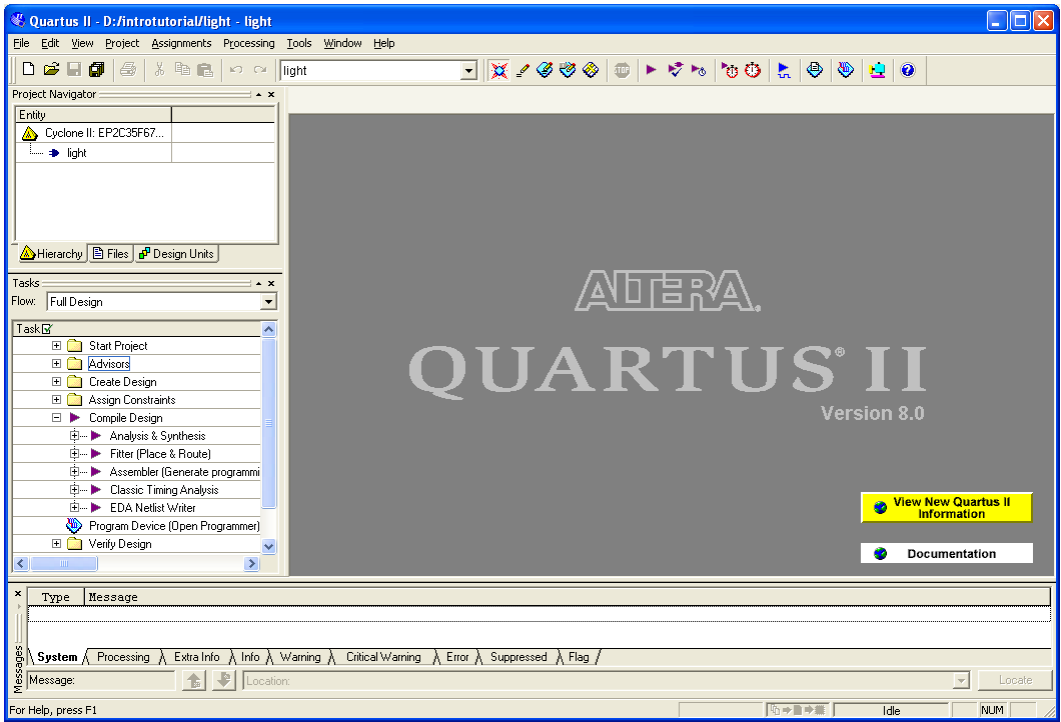 Quartus II - D:/introtutorial/light - light
File Edit View Project Assignments Processing Tools Window Help
light
Project Navigator
Entity
Cyclone II: EP2C35F67...
light
Hierarchy Files Design Units
Tasks
Flow: Full Design
Task
Start Project
Advisors
Create Design
Assign Constraints
Compile Design
Analysis & Synthesis
Fitter (Place & Route)
Assembler (Generate programmi
Classic Timing Analysis
EDA Netlist Writer
Program Device (Open Programmer)
Verify Design
ALTERA®
QUARTUS® II
Version 8.0
View New Quartus II
Information
Documentation
Type Message
System Processing Extra Info Info Warning Critical Warning Error Suppressed Flag
Messages
Message: Location: Locate
For Help, press F1 Idle NUM